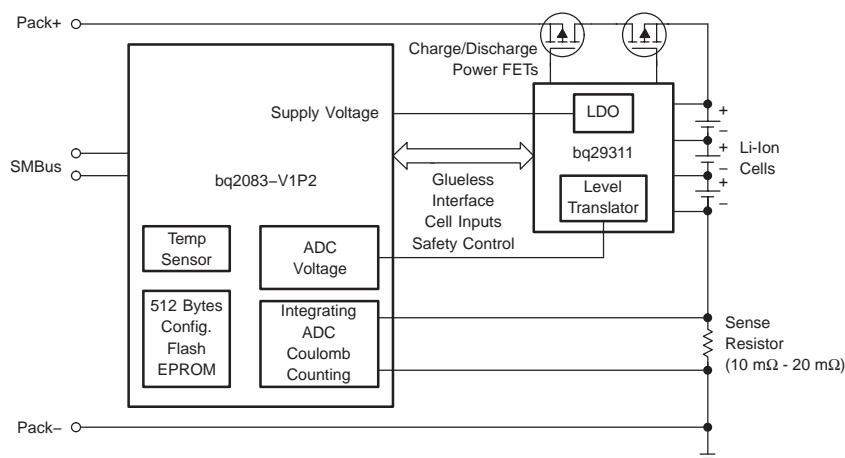 Pack+
Charge/Discharge
Power FETs
Supply Voltage
LDO
bq29311
+
−
+
−
+
−
Li-Ion
Cells
SMBus
bq2083−V1P2
Glueless
Interface
Cell Inputs
Safety Control
Level
Translator
Temp
Sensor
ADC
Voltage
512 Bytes
Config.
Flash
EPROM
Integrating
ADC
Coulomb
Counting
Sense
Resistor
(10 mΩ - 20 mΩ)
Pack−